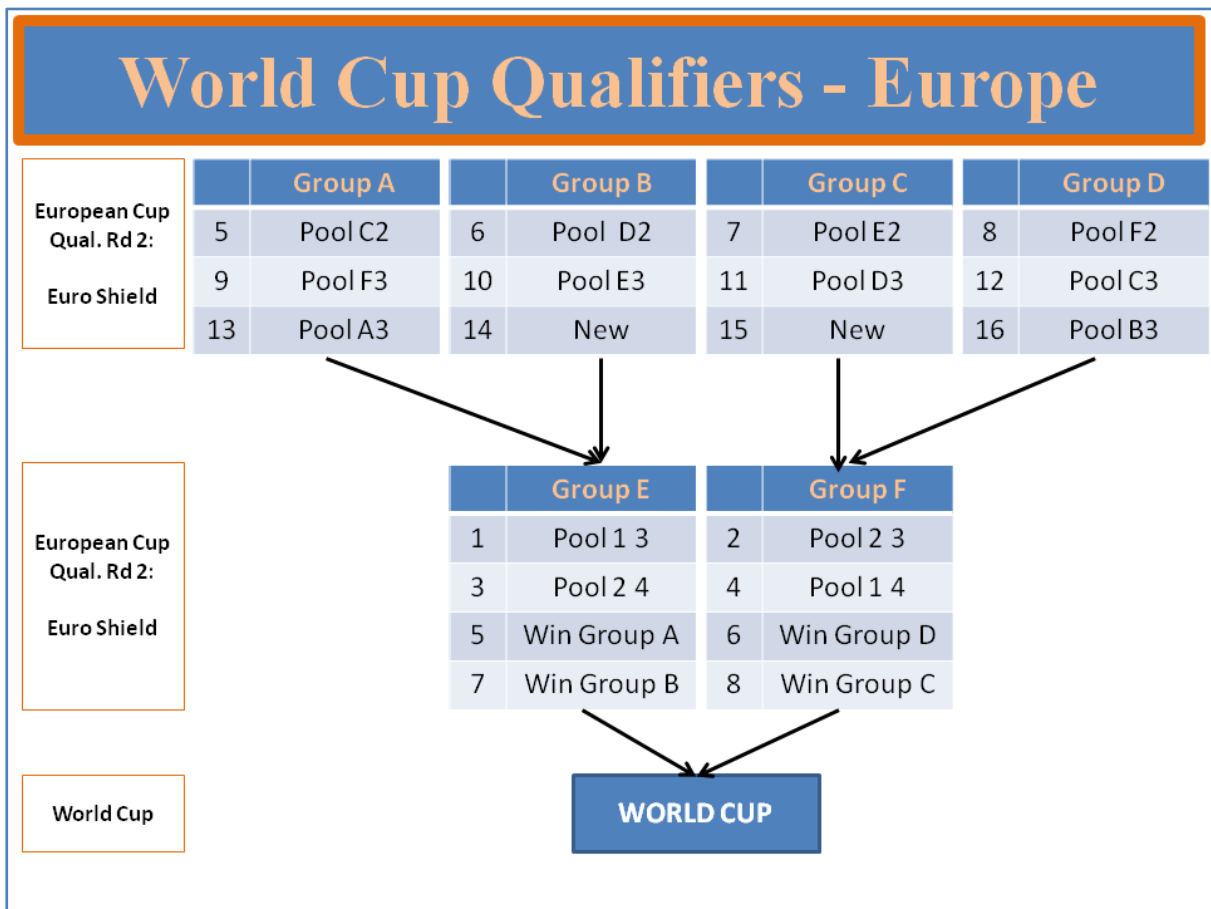 World Cup Qualifiers - Europe
European Cup
Qual. Rd 2:
Euro Shield
Group A Group B Group C Group D
5 Pool C2 6 Pool D2 7 Pool E2 8 Pool F2
9 Pool F3 10 Pool E3 11 Pool D3 12 Pool C3
13 Pool A3 14 New 15 New 16 Pool B3
European Cup
Qual. Rd 2:
Euro Shield
Group E Group F
1 Pool 1 3 2 Pool 2 3
3 Pool 2 4 4 Pool 1 4
5 Win Group A 6 Win Group D
7 Win Group B 8 Win Group C
World Cup
WORLD CUP